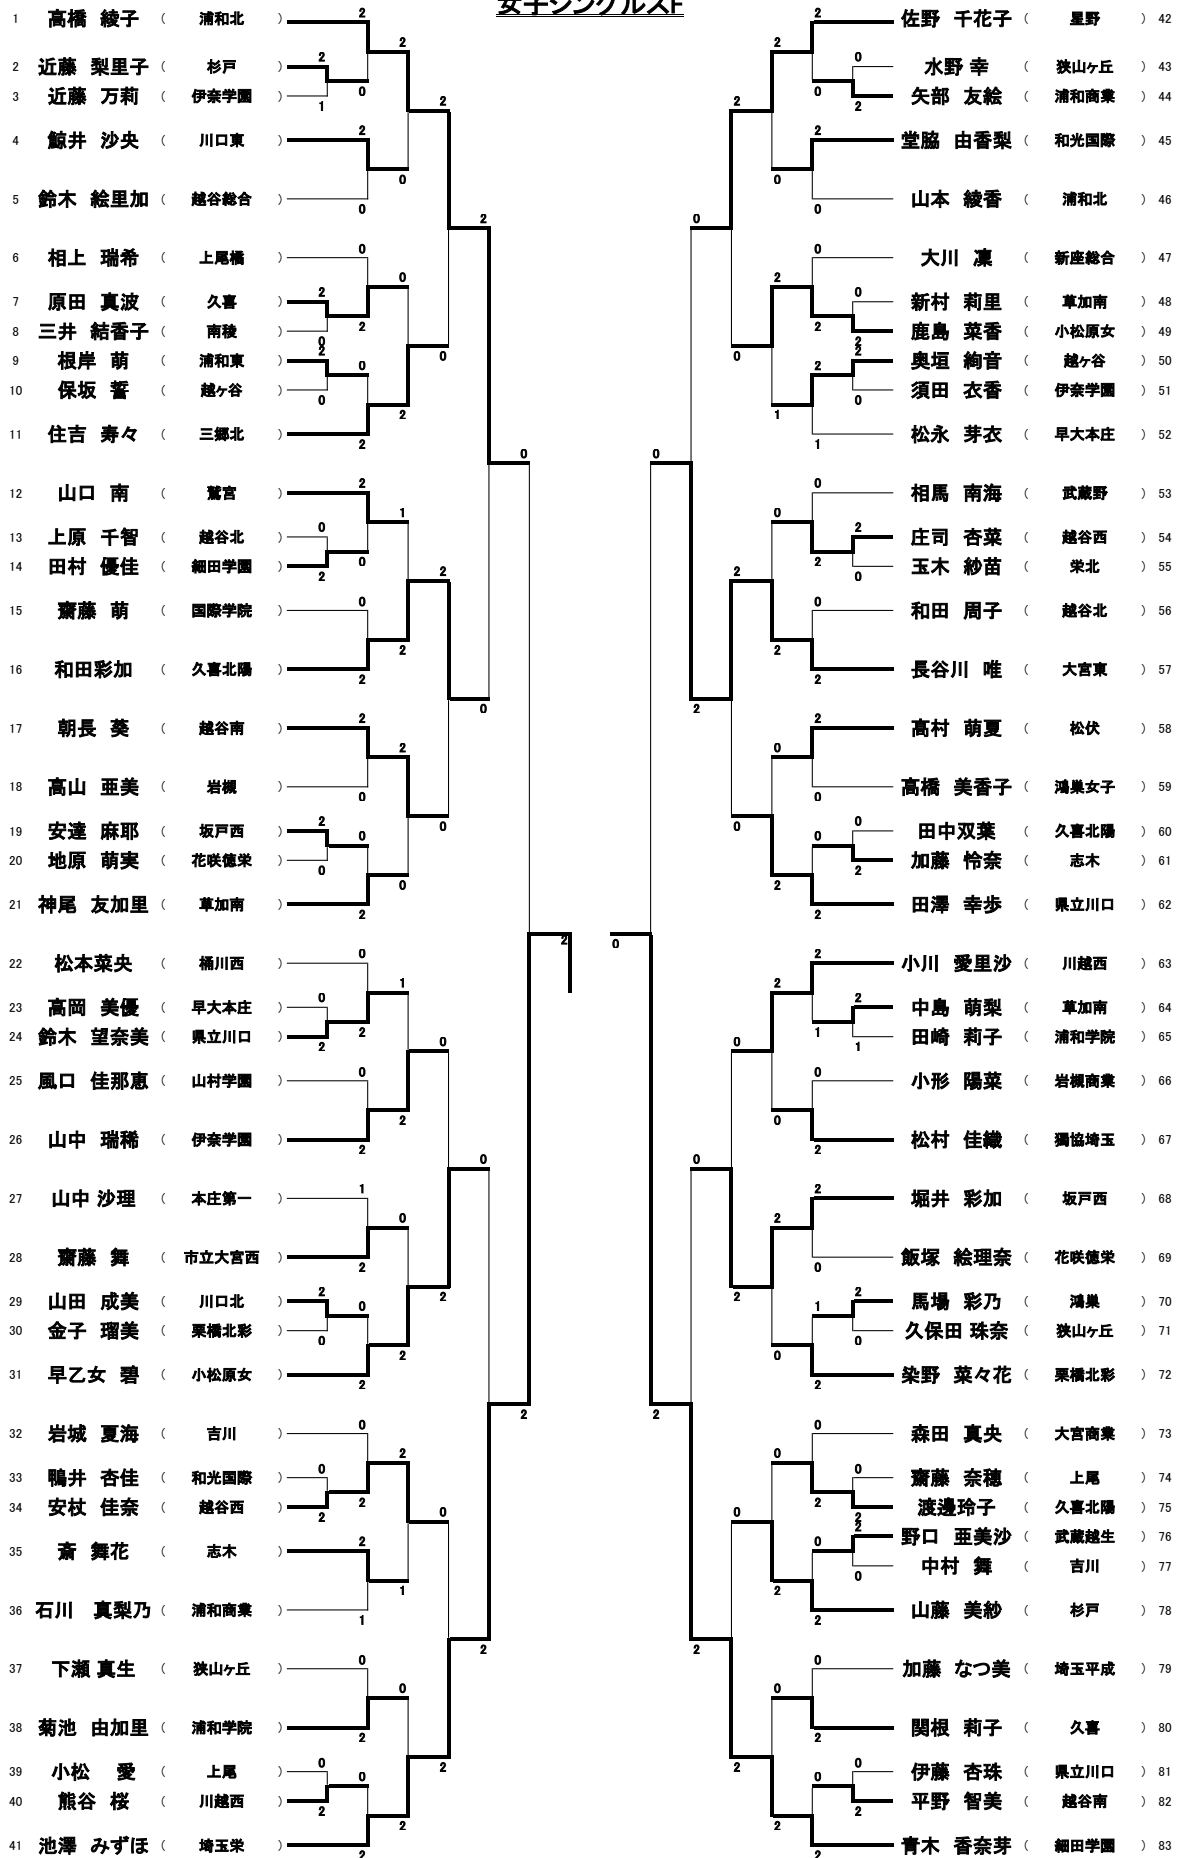 女子シングルスF
1 高橋 綾子 ( 浦和北 )
2 近藤 梨里子 ( 杉戸 )
3 近藤 万莉 ( 伊奈学園 )
4 鯨井 沙央 ( 川口東 )
5 鈴木 絵里加 ( 越谷総合 )
6 相上 瑞希 ( 上尾橘 )
7 原田 真波 ( 久喜 )
8 三井 結香子 ( 南稜 )
9 根岸 萌 ( 浦和東 )
10 保坂 誓 ( 越ヶ谷 )
11 住吉 寿々 ( 三郷北 )
12 山口 南 ( 鷲宮 )
13 上原 千智 ( 越谷北 )
14 田村 優佳 ( 細田学園 )
15 齋藤 萌 ( 国際学院 )
16 和田彩加 ( 久喜北陽 )
17 朝長 葵 ( 越谷南 )
18 高山 亜美 ( 岩槻 )
19 安達 麻耶 ( 坂戸西 )
20 地原 萌実 ( 花咲徳栄 )
21 神尾 友加里 ( 草加南 )
22 松本菜央 ( 桶川西 )
23 高岡 美優 ( 早大本庄 )
24 鈴木 望奈美 ( 県立川口 )
25 風口 佳那恵 ( 山村学園 )
26 山中 瑞稀 ( 伊奈学園 )
27 山中 沙理 ( 本庄第一 )
28 齋藤 舞 ( 市立大宮西 )
29 山田 成美 ( 川口北 )
30 金子 瑠美 ( 栗橋北彩 )
31 早乙女 碧 ( 小松原女 )
32 岩城 夏海 ( 吉川 )
33 鴨井 杏佳 ( 和光国際 )
34 安杖 佳奈 ( 越谷西 )
35 斎 舞花 ( 志木 )
36 石川 真梨乃 ( 浦和商業 )
37 下瀬 真生 ( 狭山ヶ丘 )
38 菊池 由加里 ( 浦和学院 )
39 小松 愛 ( 上尾 )
40 熊谷 桜 ( 川越西 )
41 池澤 みずほ ( 埼玉栄 )
佐野 千花子 ( 星野 ) 42
水野 幸 ( 狭山ヶ丘 ) 43
矢部 友絵 ( 浦和商業 ) 44
堂脇 由香梨 ( 和光国際 ) 45
山本 綾香 ( 浦和北 ) 46
大川 凜 ( 新座総合 ) 47
新村 莉里 ( 草加南 ) 48
鹿島 菜香 ( 小松原女 ) 49
奥垣 絢音 ( 越ヶ谷 ) 50
須田 衣香 ( 伊奈学園 ) 51
松永 芽衣 ( 早大本庄 ) 52
相馬 南海 ( 武蔵野 ) 53
庄司 杏菜 ( 越谷西 ) 54
玉木 紗苗 ( 栄北 ) 55
和田 周子 ( 越谷北 ) 56
長谷川 唯 ( 大宮東 ) 57
高村 萌夏 ( 松伏 ) 58
高橋 美香子 ( 鴻巣女子 ) 59
田中双葉 ( 久喜北陽 ) 60
加藤 怜奈 ( 志木 ) 61
田澤 幸歩 ( 県立川口 ) 62
小川 愛里沙 ( 川越西 ) 63
中島 萌梨 ( 草加南 ) 64
田崎 莉子 ( 浦和学院 ) 65
小形 陽菜 ( 岩槻商業 ) 66
松村 佳織 ( 獨協埼玉 ) 67
堀井 彩加 ( 坂戸西 ) 68
飯塚 絵理奈 ( 花咲徳栄 ) 69
馬場 彩乃 ( 鴻巣 ) 70
久保田 珠奈 ( 狭山ヶ丘 ) 71
染野 菜々花 ( 栗橋北彩 ) 72
森田 真央 ( 大宮商業 ) 73
齋藤 奈穂 ( 上尾 ) 74
渡邊玲子 ( 久喜北陽 ) 75
野口 亜美沙 ( 武蔵越生 ) 76
中村 舞 ( 吉川 ) 77
山藤 美紗 ( 杉戸 ) 78
加藤 なつ美 ( 埼玉平成 ) 79
関根 莉子 ( 久喜 ) 80
伊藤 杏珠 ( 県立川口 ) 81
平野 智美 ( 越谷南 ) 82
青木 香奈芽 ( 細田学園 ) 83